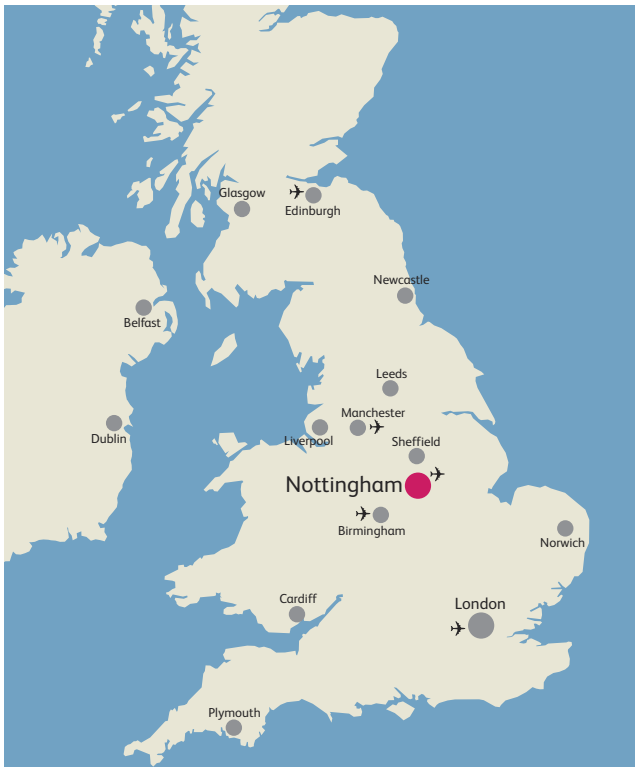 Glasgow
Edinburgh
Newcastle
Belfast
Leeds
Manchester
Dublin
Liverpool
Sheffield
Nottingham
Birmingham
Norwich
Cardiff
London
Plymouth